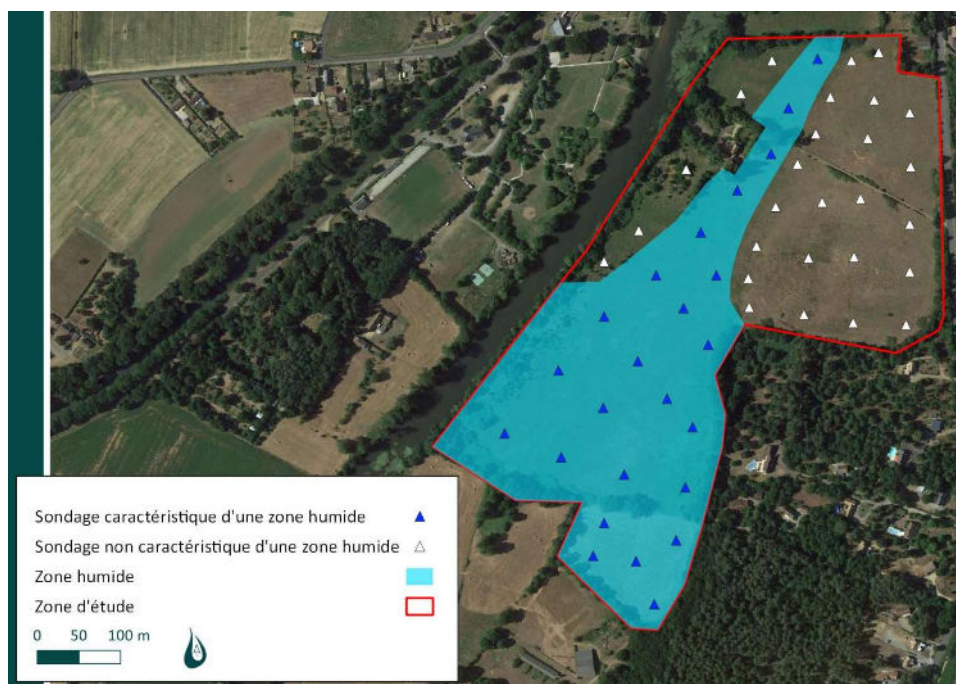 Sondage caractéristique d'une zone humide
Sondage non caractéristique d'une zone humide
Zone humide
Zone d'étude
0 50 100 m